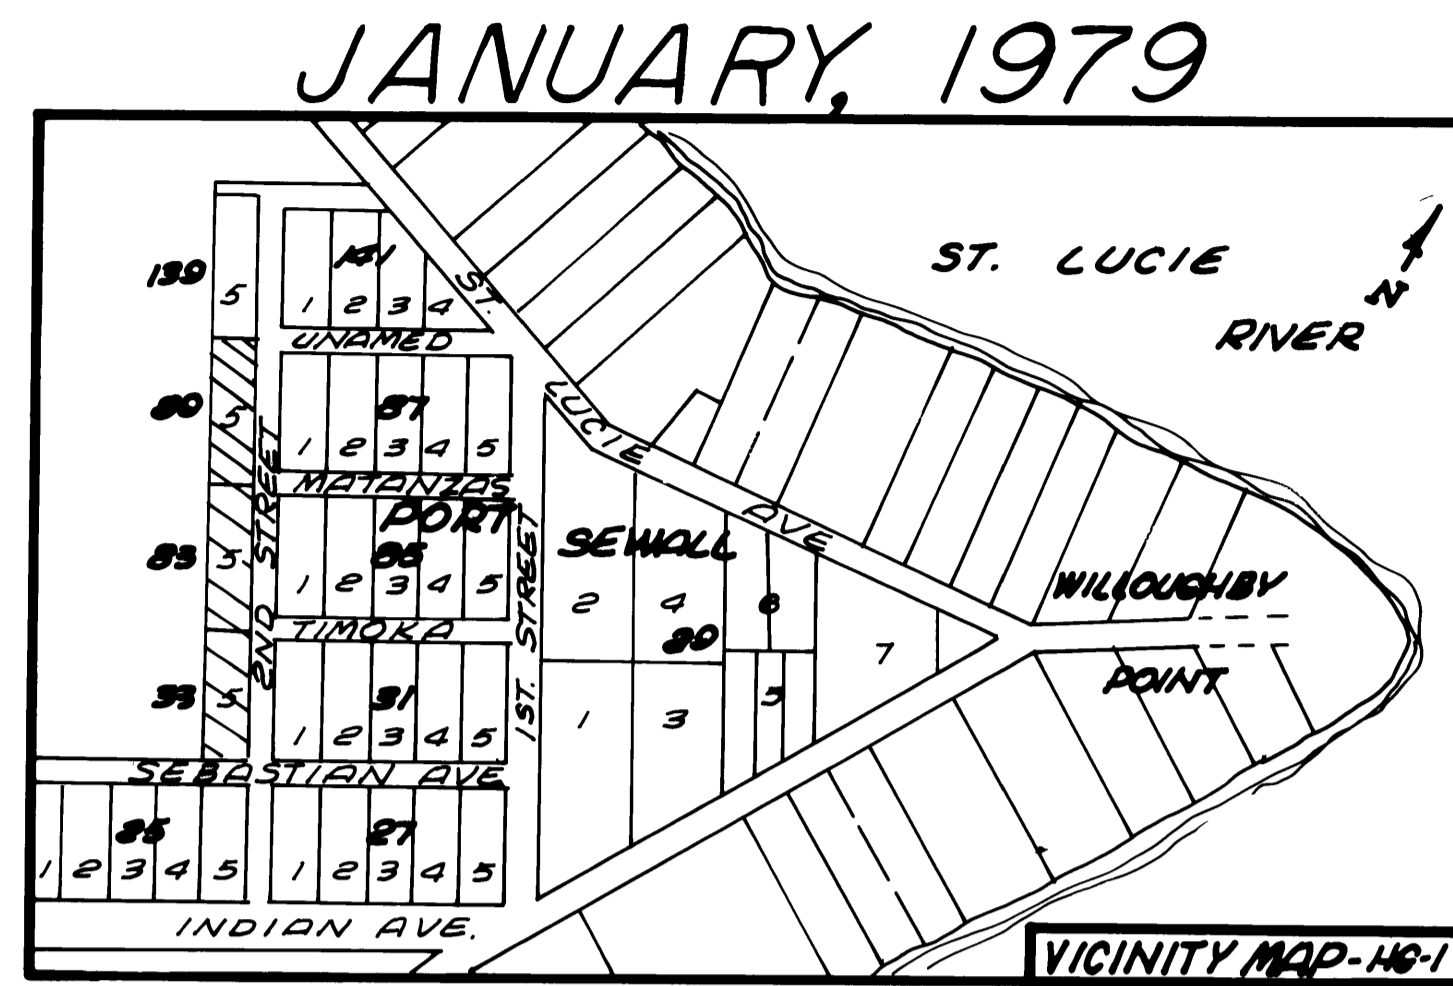 JANUARY, 1979
ST. LUCIE
RIVER
N
139
5
141
1 2 3 4
ST.
UNAMED
5
87
1 2 3 4 5
LUCIE
MATANZAS
2ND STREET
PORT
SEWALL
AVE
83
5
85
1 2 3 4 5
1ST. STREET
2 4 6
89
7
WILLOUGHBY
POINT
TIMOKA
33
5
31
1 2 3 4 5
1 3 5
SEBASTIAN AVE
25
1 2 3 4 5
27
1 2 3 4 5
INDIAN AVE.
VICINITY MAP-HG-1